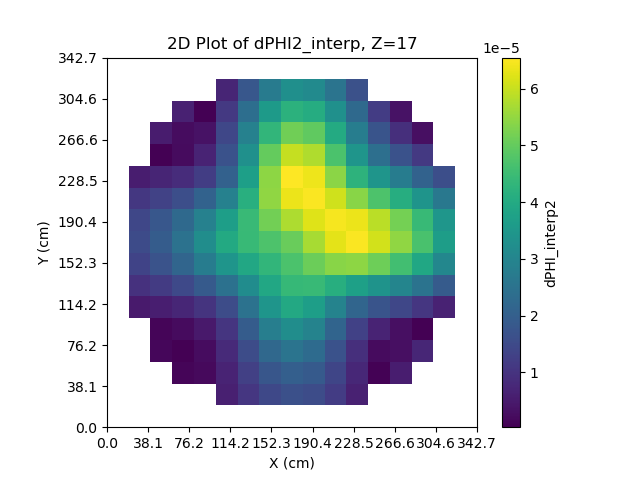 2D Plot of dPHI2_interp, Z=17
1e−5
342.7
304.6
266.6
228.5
190.4
152.3
114.2
76.2
38.1
0.0
Y (cm)
0.0 38.1 76.2 114.2 152.3 190.4 228.5 266.6 304.6 342.7
X (cm)
6
5
4
3
2
1
dPHI_interp2